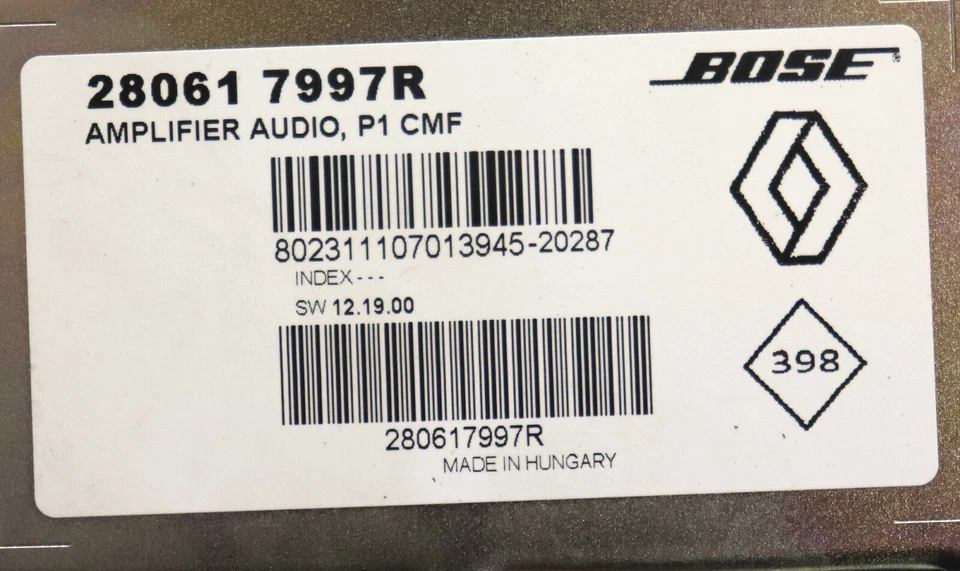 28061 7997R
BOSE
AMPLIFIER AUDIO, P1 CMF
802311107013945-20287
INDEX ---
SW 12.19.00
398
280617997R
MADE IN HUNGARY